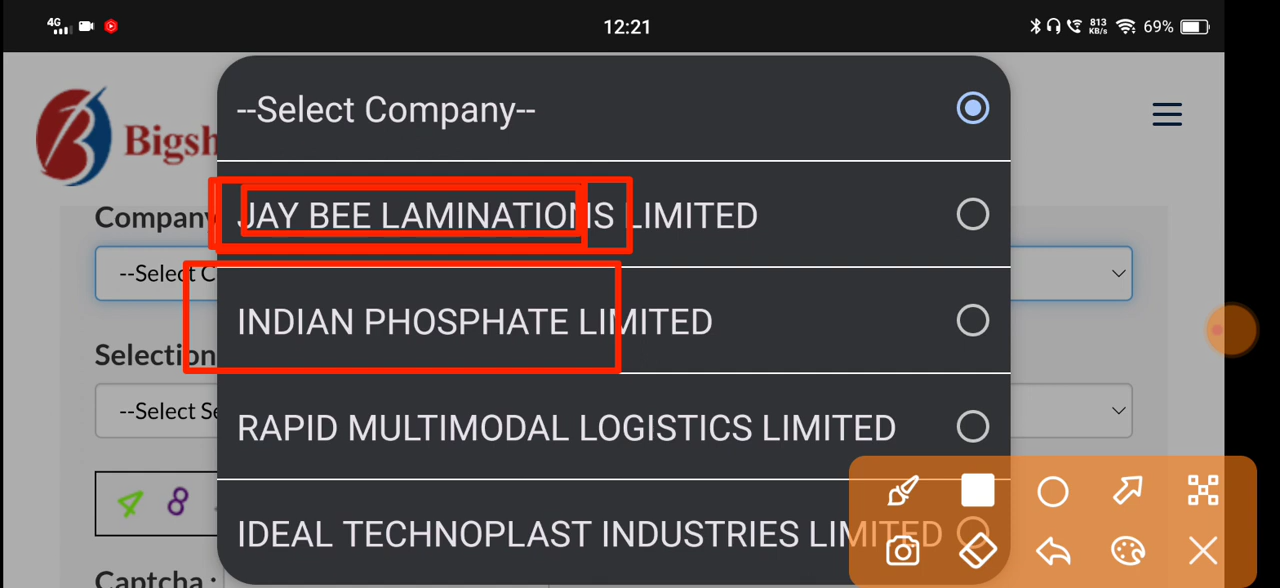 4G 12:21 813 KB/s 69%
--Select Company--
Bigsh
Company
JAY BEE LAMINATIONS LIMITED
--Select C
INDIAN PHOSPHATE LIMITED
Selection
--Select Se
RAPID MULTIMODAL LOGISTICS LIMITED
4 8
IDEAL TECHNOPLAST INDUSTRIES LIMITED
Captcha :